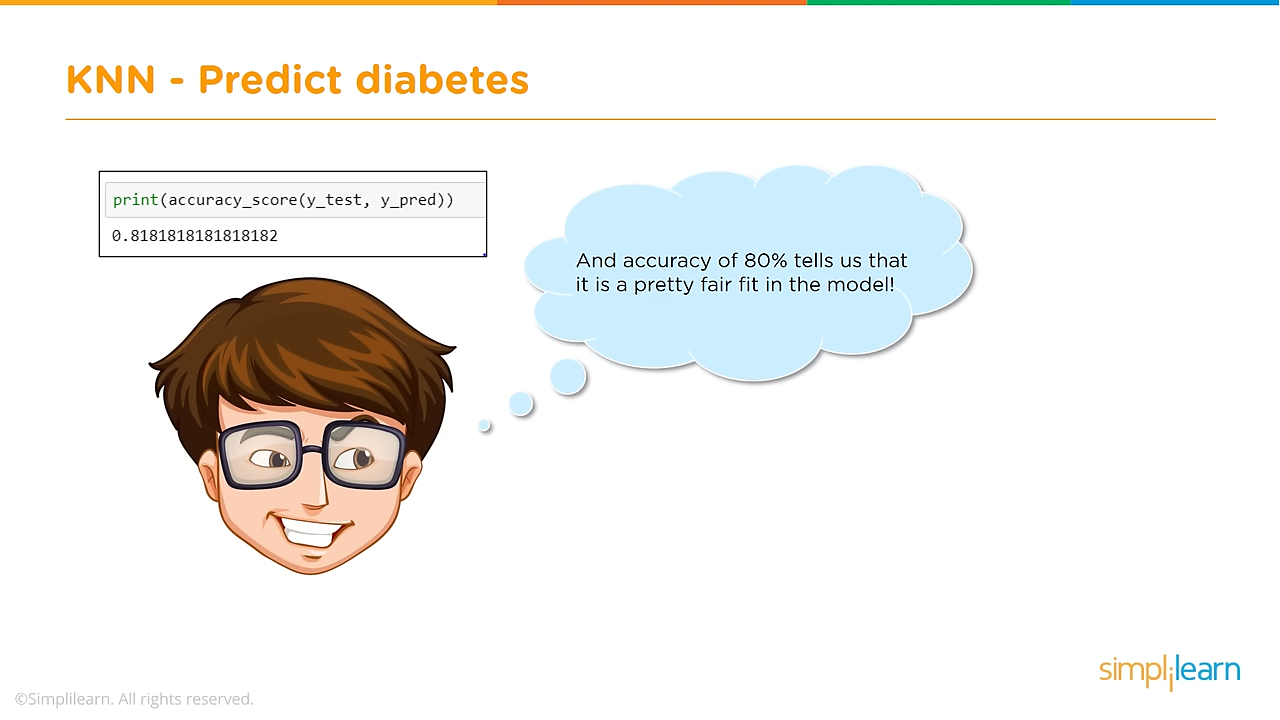 KNN - Predict diabetes
print(accuracy_score(y_test, y_pred))
0.8181818181818182
And accuracy of 80% tells us that
it is a pretty fair fit in the model!
simplilearn
©Simplilearn. All rights reserved.